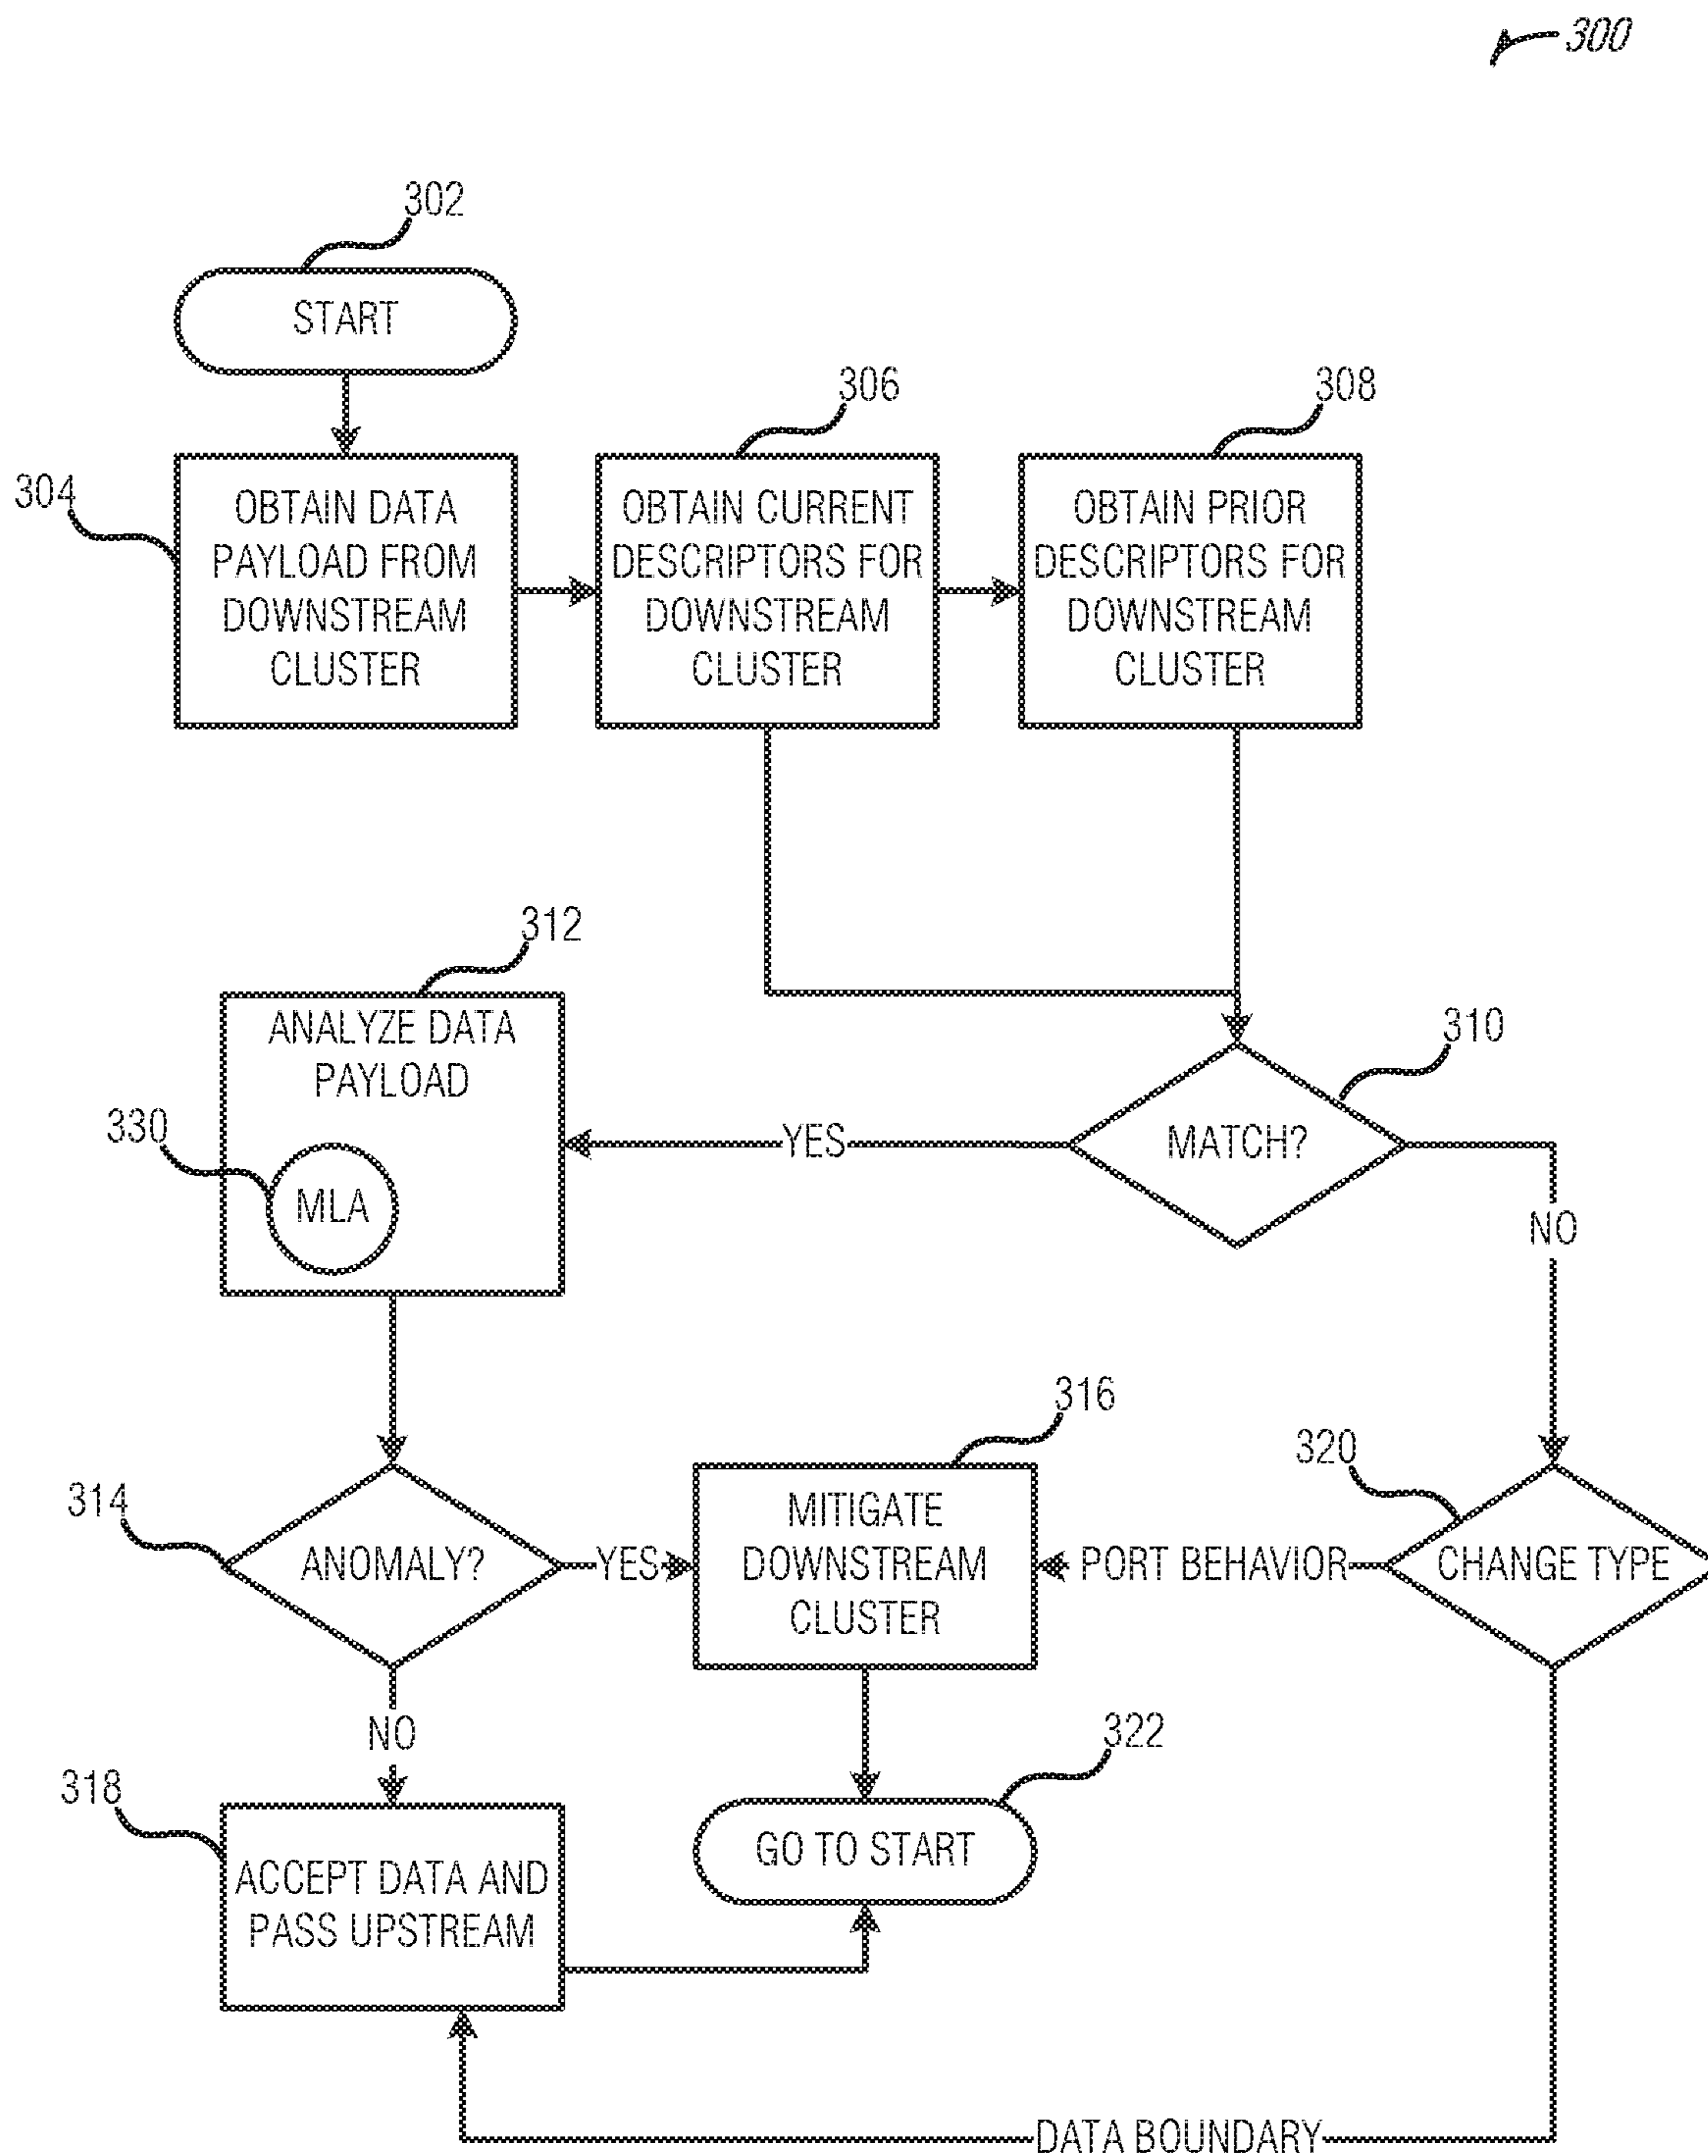 300
302
START
304
OBTAIN DATA
PAYLOAD FROM
DOWNSTREAM
CLUSTER
306
OBTAIN CURRENT
DESCRIPTORS FOR
DOWNSTREAM
CLUSTER
308
OBTAIN PRIOR
DESCRIPTORS FOR
DOWNSTREAM
CLUSTER
310
MATCH?
YES
NO
312
ANALYZE DATA
PAYLOAD
330
MLA
314
ANOMALY?
YES
NO
316
MITIGATE
DOWNSTREAM
CLUSTER
320
CHANGE TYPE
PORT BEHAVIOR
318
ACCEPT DATA AND
PASS UPSTREAM
322
GO TO START
DATA BOUNDARY